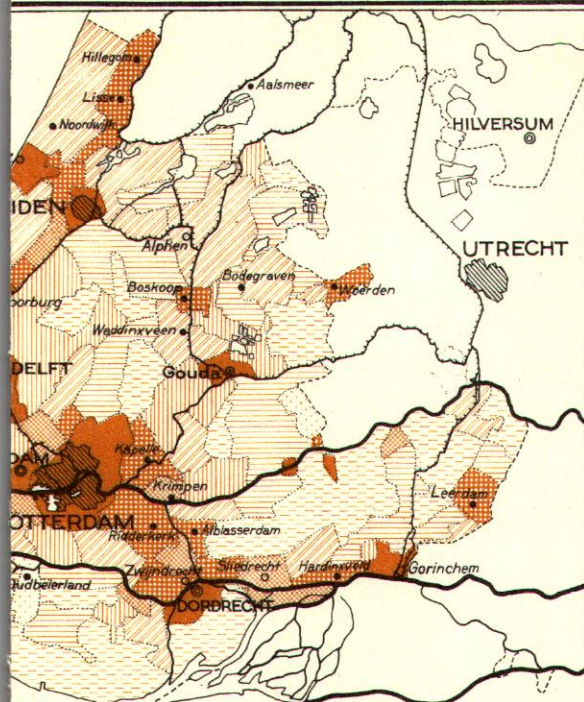 Hillegom
Aalsmeer
Lisse
Noordwijk
HILVERSUM
IDEN
Alphen
UTRECHT
Bodegraven
Boskoop
Woerden
oorburg
Waddinxveen
DELFT
Gouda
Kapelle
DAM
Krimpen
Leerdam
OTTERDAM
Ridderkerk
Alblasserdam
Zwijndrecht
Sliedrecht
Hardinxveld
Gorinchem
udbeierland
DORDRECHT